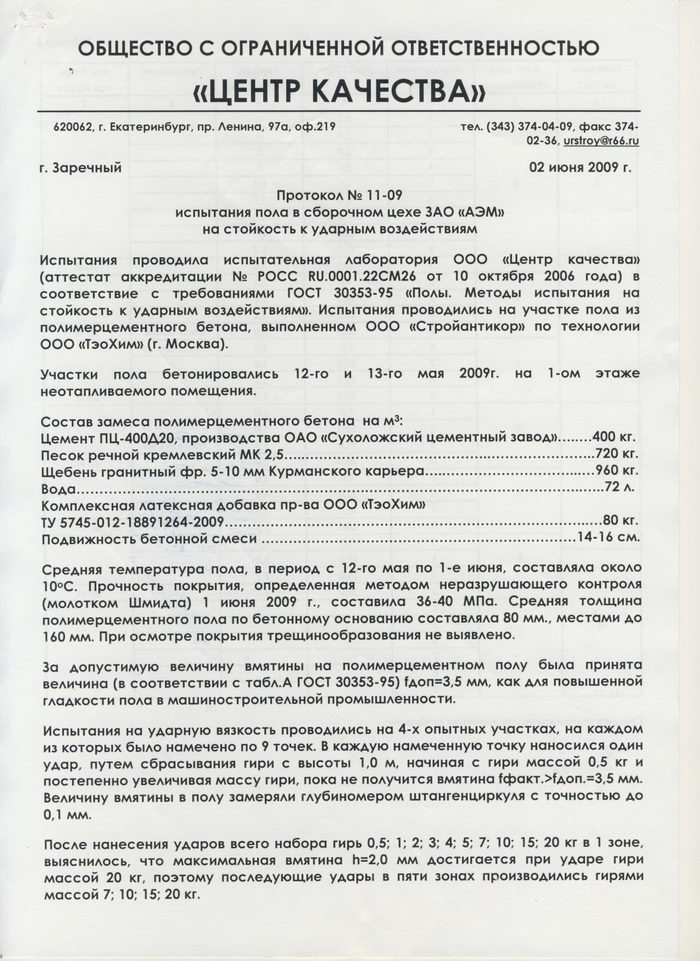 ОБЩЕСТВО С ОГРАНИЧЕННОЙ ОТВЕТСТВЕННОСТЬЮ
«ЦЕНТР КАЧЕСТВА»
620062, г. Екатеринбург, пр. Ленина, 97а, оф.219 тел. (343) 374-04-09, факс 374-
02-36, urstroy@r66.ru
г. Заречный 02 июня 2009 г.
Протокол № 11-09
испытания пола в сборочном цехе ЗАО «АЭМ»
на стойкость к ударным воздействиям
Испытания проводила испытательная лаборатория ООО «Центр качества»
(аттестат аккредитации № РОСС RU.0001.22СМ26 от 10 октября 2006 года) в
соответствие с требованиями ГОСТ 30353-95 «Полы. Методы испытания на
стойкость к ударным воздействиям». Испытания проводились на участке пола из
полимерцементного бетона, выполненном ООО «Стройантикор» по технологии
ООО «ТэоХим» (г. Москва).
Участки пола бетонировались 12-го и 13-го мая 2009г. на 1-ом этаже
неотапливаемого помещения.
Состав замеса полимерцементного бетона на м³:
Цемент ПЦ-400Д20, производства ОАО «Сухоложский цементный завод»........400 кг.
Песок речной кремлевский МК 2,5.......................................................720 кг.
Щебень гранитный фр. 5-10 мм Курманского карьера..............................960 кг.
Вода...........................................................................................72 л.
Комплексная латексная добавка пр-ва ООО «ТэоХим»
ТУ 5745-012-18891264-2009.................................................................80 кг.
Подвижность бетонной смеси ...........................................................14-16 см.
Средняя температура пола, в период с 12-го мая по 1-е июня, составляла около
10ºС. Прочность покрытия, определенная методом неразрушающего контроля
(молотком Шмидта) 1 июня 2009 г., составила 36-40 МПа. Средняя толщина
полимерцементного пола по бетонному основанию составляла 80 мм., местами до
160 мм. При осмотре покрытия трещинообразования не выявлено.
За допустимую величину вмятины на полимерцементном полу была принята
величина (в соответствии с табл.А ГОСТ 30353-95) fдоп=3,5 мм, как для повышенной
гладкости пола в машиностроительной промышленности.
Испытания на ударную вязкость проводились на 4-х опытных участках, на каждом
из которых было намечено по 9 точек. В каждую намеченную точку наносился один
удар, путем сбрасывания гири с высоты 1,0 м, начиная с гири массой 0,5 кг и
постепенно увеличивая массу гири, пока не получится вмятина fфакт.>fдоп.=3,5 мм.
Величину вмятины в полу замеряли глубиномером штангенциркуля с точностью до
0,1 мм.
После нанесения ударов всего набора гирь 0,5; 1; 2; 3; 4; 5; 7; 10; 15; 20 кг в 1 зоне,
выяснилось, что максимальная вмятина h=2,0 мм достигается при ударе гири
массой 20 кг, поэтому последующие удары в пяти зонах производились гирями
массой 7; 10; 15; 20 кг.